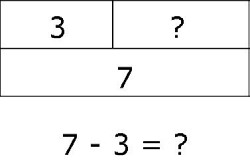 3 ?
7
7 - 3 = ?